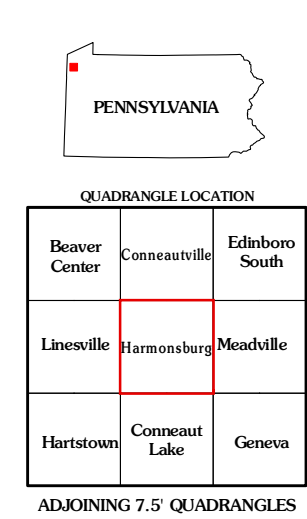 PENNSYLVANIA
QUADRANGLE LOCATION
Beaver
Center
Conneautville
Edinboro
South
Linesville
Harmonsburg
Meadville
Hartstown
Conneaut
Lake
Geneva
ADJOINING 7.5' QUADRANGLES